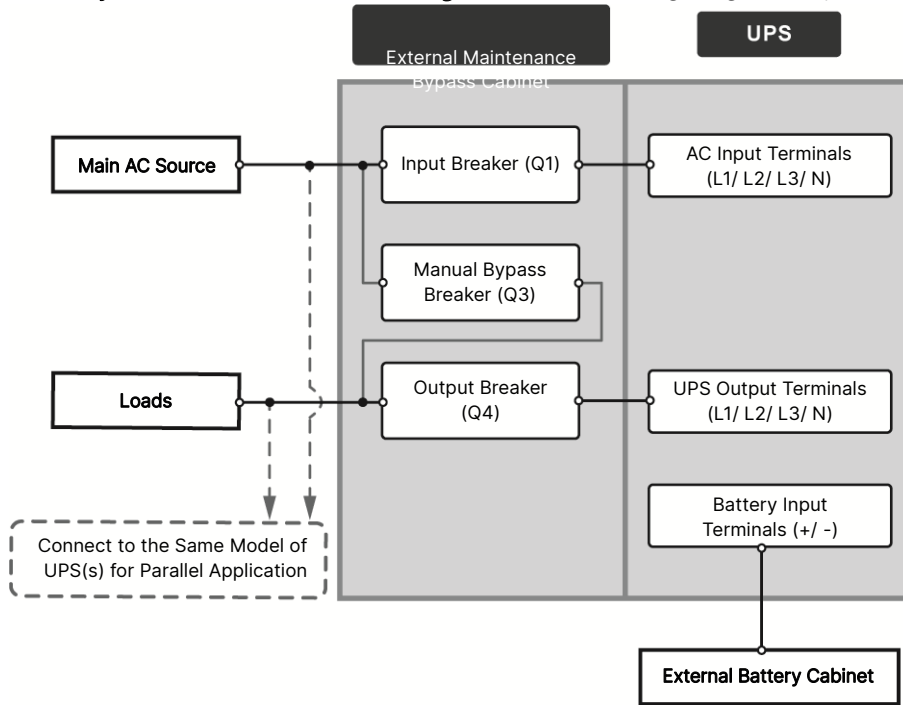 External Maintenance
Bypass Cabinet
UPS
Main AC Source
Input Breaker (Q1)
AC Input Terminals
(L1/ L2/ L3/ N)
Manual Bypass
Breaker (Q3)
Loads
Output Breaker
(Q4)
UPS Output Terminals
(L1/ L2/ L3/ N)
Battery Input
Terminals (+/ -)
Connect to the Same Model of
UPS(s) for Parallel Application
External Battery Cabinet